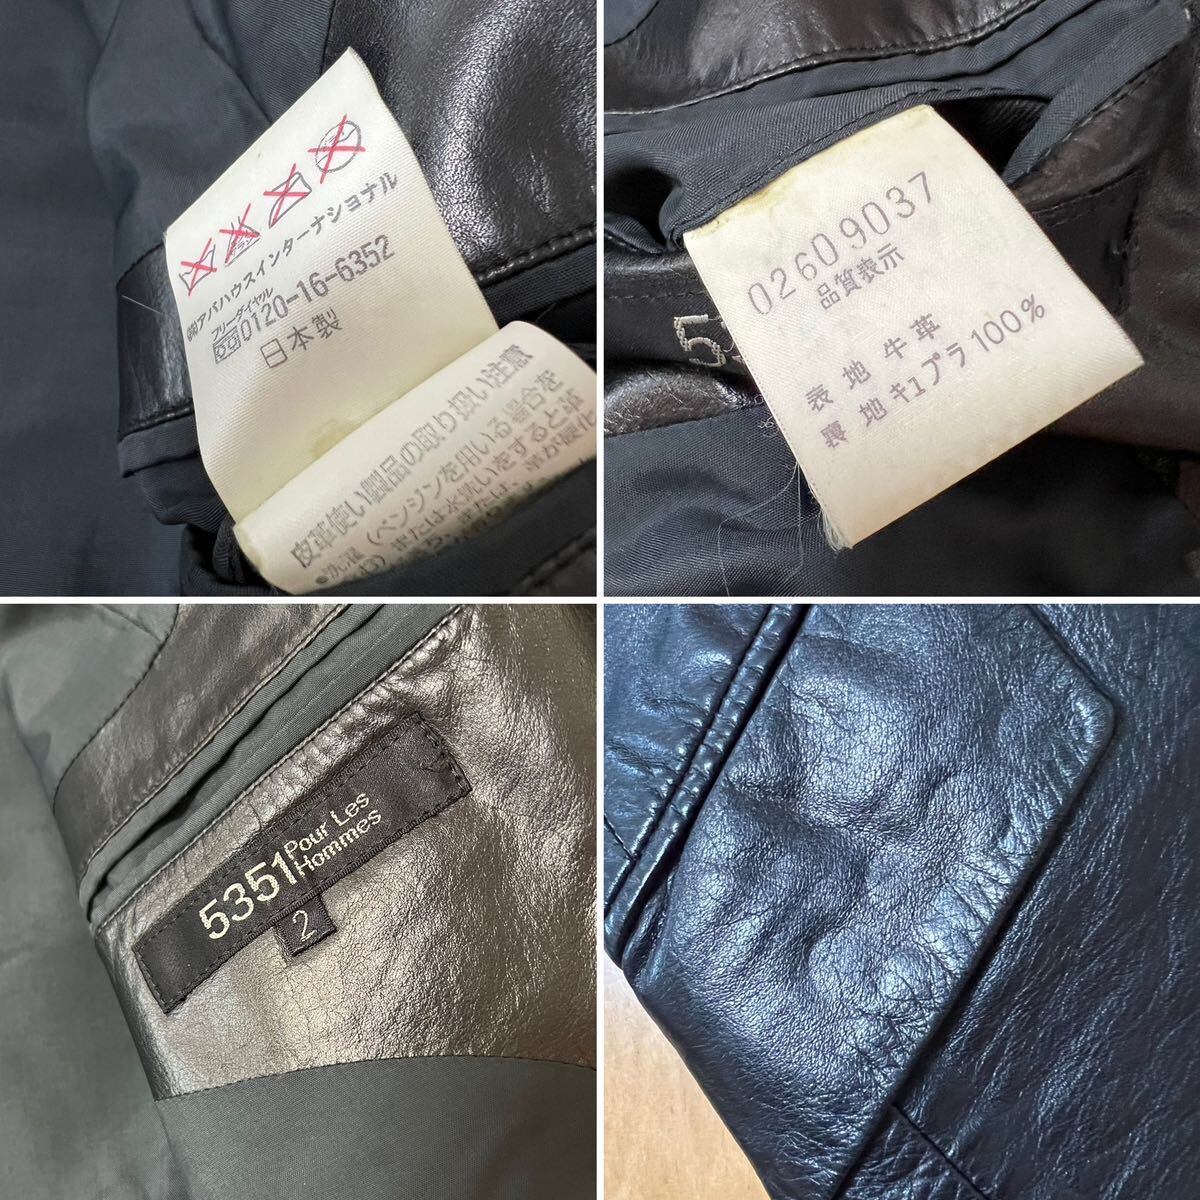 ㈱アバハウスインターナショナル
フリーダイヤル
0120-16-6352
日本製
皮革使い製品の取り扱い注意
02609037
品質表示
表地 牛革
裏地 キュプラ100%
5351
Pour Les
Hommes
2